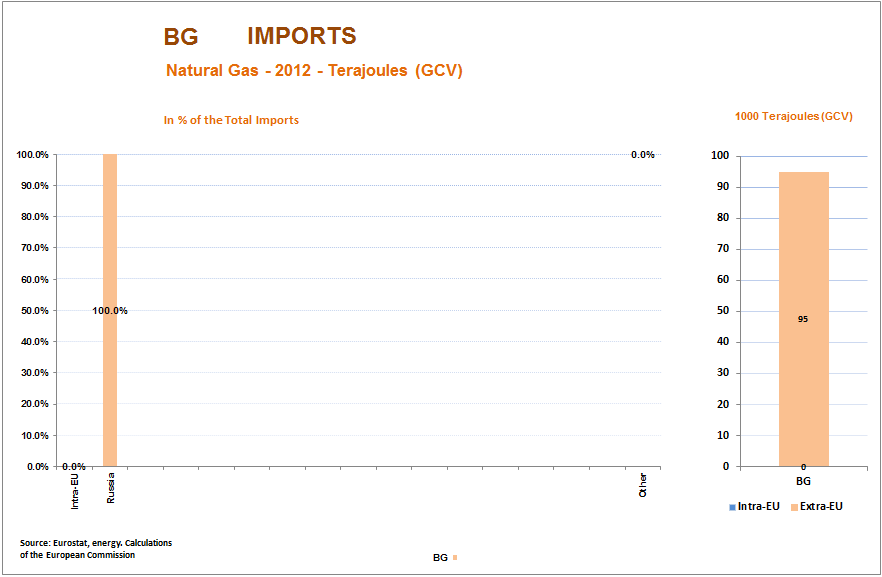 BG IMPORTS
Natural Gas - 2012 - Terajoules (GCV)
In % of the Total Imports
1000 Terajoules (GCV)
100.0%
90.0%
80.0%
70.0%
60.0%
50.0%
40.0%
30.0%
20.0%
10.0%
0.0%
0.0%
100.0%
0.0%
Intra-EU
Russia
Other
100
90
80
70
60
50
40
30
20
10
0
95
0
BG
Intra-EU Extra-EU
Source: Eurostat, energy. Calculations
of the European Commission
BG